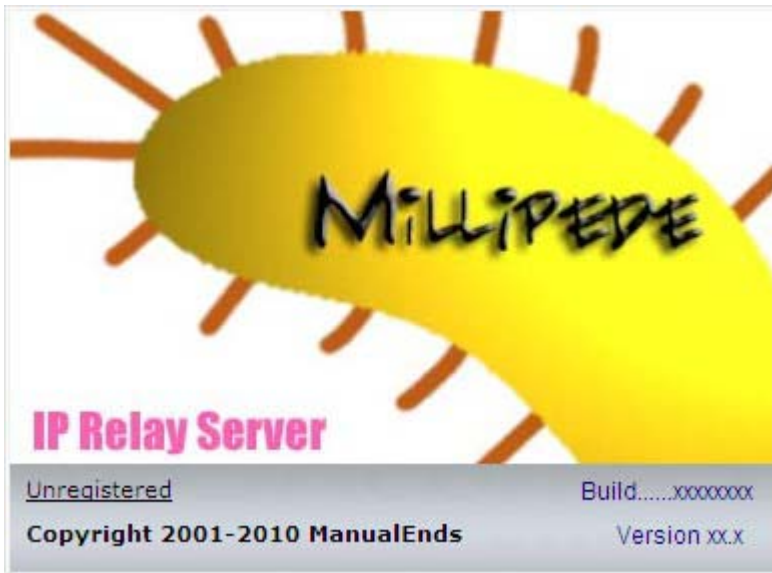 MiLLiPEDE
IP Relay Server
Unregistered Build......xxxxxxxx
Copyright 2001-2010 ManualEnds Version xx.x